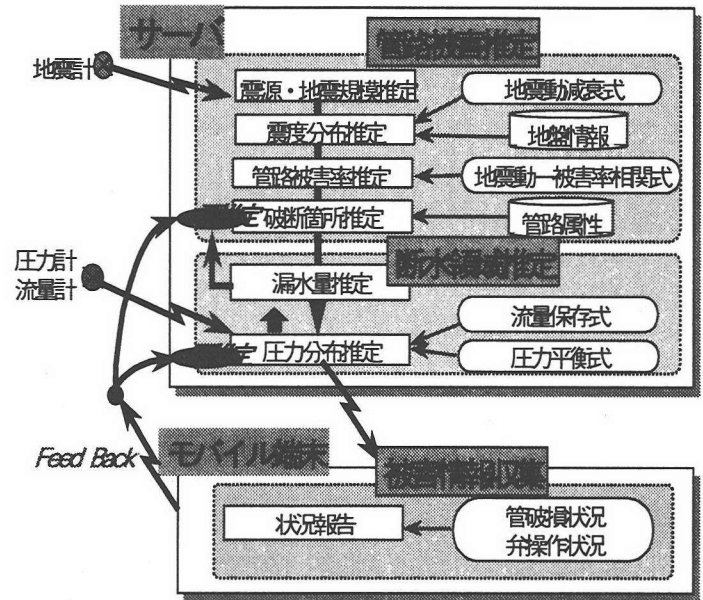 サーバ
管路被害推定
地震計
震源・地震規模推定
地震動減衰式
震度分布推定
地盤情報
管路被害率推定
地震動ー被害率相関式
破断箇所推定
管路属性
断水領域推定
圧力計
流量計
漏水量推定
流量保存式
圧力分布推定
圧力平衡式
Feed Back
モバイル端末
被害情報収集
状況報告
管破損状況
弁操作状況